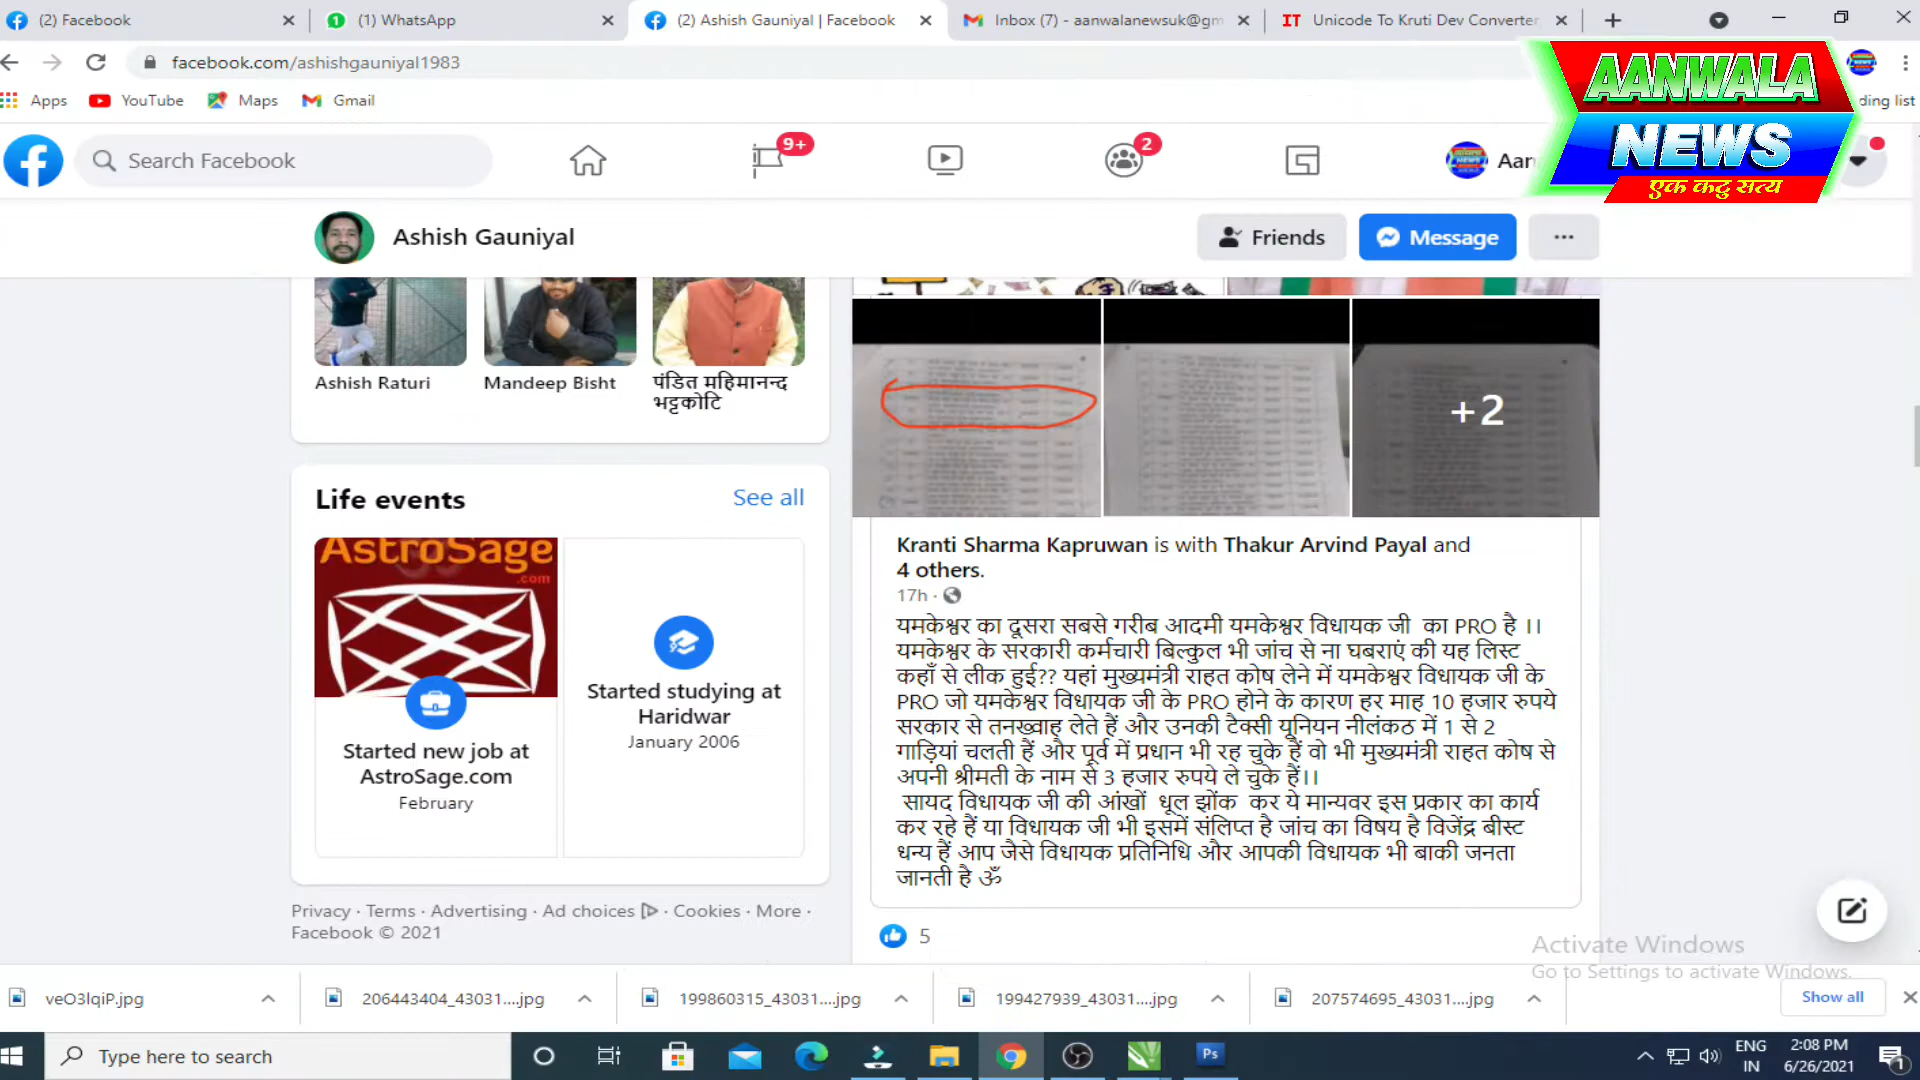 (2) Facebook
(1) WhatsApp
(2) Ashish Gauniyal | Facebook
Inbox (7) - aanwalanewsuk@gm
Unicode To Kruti Dev Converter
facebook.com/ashishgauniyal1983
Apps
YouTube
Maps
Gmail
ding list
AANWALA
NEWS
एक कटु सत्य
Search Facebook
9+
2
Aan
Ashish Gauniyal
Friends
Message
Ashish Raturi
Mandeep Bisht
पंडित महिमानन्द
भट्टकोटि
+2
Life events
See all
AstroSage
.com
Started new job at
AstroSage.com
February
Started studying at
Haridwar
January 2006
Privacy · Terms · Advertising · Ad choices · Cookies · More ·
Facebook © 2021
Kranti Sharma Kapruwan is with Thakur Arvind Payal and
4 others.
17h ·
यमकेश्वर का दूसरा सबसे गरीब आदमी यमकेश्वर विधायक जी का PRO है ।।
यमकेश्वर के सरकारी कर्मचारी बिल्कुल भी जांच से ना घबराएं की यह लिस्ट
कहाँ से लीक हुई?? यहां मुख्यमंत्री राहत कोष लेने में यमकेश्वर विधायक जी के
PRO जो यमकेश्वर विधायक जी के PRO होने के कारण हर माह 10 हजार रुपये
सरकार से तनख्वाह लेते हैं और उनकी टैक्सी यूनियन नीलंकठ में 1 से 2
गाड़ियां चलती हैं और पूर्व में प्रधान भी रह चुके हैं वो भी मुख्यमंत्री राहत कोष से
अपनी श्रीमती के नाम से 3 हजार रुपये ले चुके हैं।।
सायद विधायक जी की आंखों धूल झोंक कर ये मान्यवर इस प्रकार का कार्य
कर रहे हैं या विधायक जी भी इसमें संलिप्त है जांच का विषय है विजेंद्र बीस्ट
धन्य हैं आप जैसे विधायक प्रतिनिधि और आपकी विधायक भी बाकी जनता
जानती है ॐ
5
Activate Windows
Go to Settings to activate Windows.
veO3lqiP.jpg
206443404_43031....jpg
199860315_43031....jpg
199427939_43031....jpg
207574695_43031....jpg
Show all
Type here to search
Ps
ENG
IN
2:08 PM
6/26/2021
1